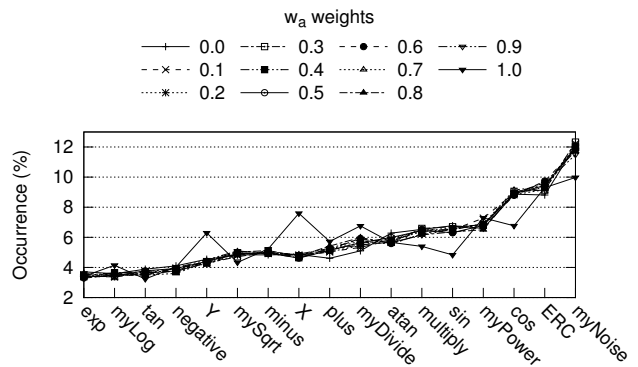 wa weights
0.0 0.3 0.6 0.9
0.1 0.4 0.7 1.0
0.2 0.5 0.8
Occurrence (%)
12
10
8
6
4
2
exp myLog tan negative Y mySqrt minus X plus myDivide atan multiply sin myPower cos ERC myNoise